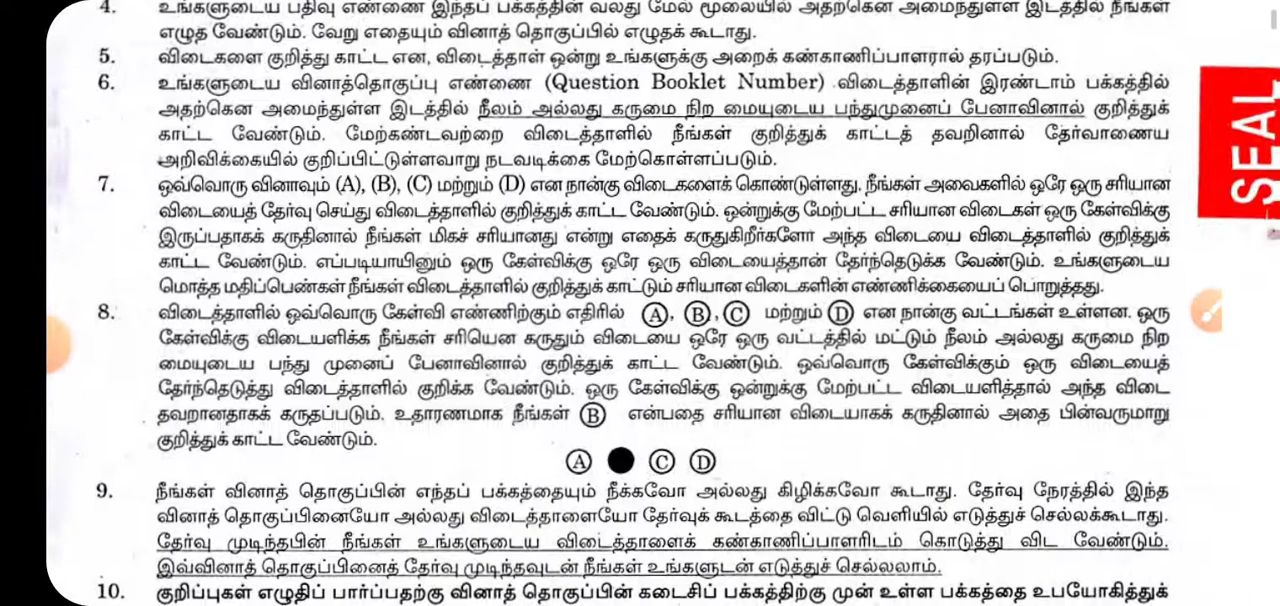 4. உங்களுடைய பதிவு எண்ணை இந்தப் பக்கத்தின் வலது மேல் மூலையில் அதற்கென அமைந்துள்ள இடத்தில் நீங்கள்
எழுத வேண்டும். வேறு எதையும் வினாத் தொகுப்பில் எழுதக் கூடாது.
5. விடைகளை குறித்து காட்ட என, விடைத்தாள் ஒன்று உங்களுக்கு அறைக் கண்காணிப்பாளரால் தரப்படும்.
6. உங்களுடைய வினாத்தொகுப்பு எண்ணை (Question Booklet Number) விடைத்தாளின் இரண்டாம் பக்கத்தில்
அதற்கென அமைந்துள்ள இடத்தில் நீலம் அல்லது கருமை நிற மையுடைய பந்துமுனைப் பேனாவினால் குறித்துக்
காட்ட வேண்டும். மேற்கண்டவற்றை விடைத்தாளில் நீங்கள் குறித்துக் காட்டத் தவறினால் தேர்வாணைய
அறிவிக்கையில் குறிப்பிட்டுள்ளவாறு நடவடிக்கை மேற்கொள்ளப்படும்.
7. ஒவ்வொரு வினாவும் (A), (B), (C) மற்றும் (D) என நான்கு விடைகளைக் கொண்டுள்ளது. நீங்கள் அவைகளில் ஒரே ஒரு சரியான
விடையைத் தேர்வு செய்து விடைத்தாளில் குறித்துக் காட்ட வேண்டும். ஒன்றுக்கு மேற்பட்ட சரியான விடைகள் ஒரு கேள்விக்கு
இருப்பதாகக் கருதினால் நீங்கள் மிகச் சரியானது என்று எதைக் கருதுகிறீர்களோ அந்த விடையை விடைத்தாளில் குறித்துக்
காட்ட வேண்டும். எப்படியாயினும் ஒரு கேள்விக்கு ஒரே ஒரு விடையைத்தான் தேர்ந்தெடுக்க வேண்டும். உங்களுடைய
மொத்த மதிப்பெண்கள் நீங்கள் விடைத்தாளில் குறித்துக் காட்டும் சரியான விடைகளின் எண்ணிக்கையைப் பொறுத்தது.
8. விடைத்தாளில் ஒவ்வொரு கேள்வி எண்ணிற்கும் எதிரில் Ⓐ, Ⓑ, Ⓒ மற்றும் Ⓓ என நான்கு வட்டங்கள் உள்ளன. ஒரு
கேள்விக்கு விடையளிக்க நீங்கள் சரியென கருதும் விடையை ஒரே ஒரு வட்டத்தில் மட்டும் நீலம் அல்லது கருமை நிற
மையுடைய பந்து முனைப் பேனாவினால் குறித்துக் காட்ட வேண்டும். ஒவ்வொரு கேள்விக்கும் ஒரு விடையைத்
தேர்ந்தெடுத்து விடைத்தாளில் குறிக்க வேண்டும். ஒரு கேள்விக்கு ஒன்றுக்கு மேற்பட்ட விடையளித்தால் அந்த விடை
தவறானதாகக் கருதப்படும். உதாரணமாக நீங்கள் Ⓑ என்பதை சரியான விடையாகக் கருதினால் அதை பின்வருமாறு
குறித்துக் காட்ட வேண்டும்.
Ⓐ ● Ⓒ Ⓓ
9. நீங்கள் வினாத் தொகுப்பின் எந்தப் பக்கத்தையும் நீக்கவோ அல்லது கிழிக்கவோ கூடாது. தேர்வு நேரத்தில் இந்த
வினாத் தொகுப்பினையோ அல்லது விடைத்தாளையோ தேர்வுக் கூடத்தை விட்டு வெளியில் எடுத்துச் செல்லக்கூடாது.
தேர்வு முடிந்தபின் நீங்கள் உங்களுடைய விடைத்தாளைக் கண்காணிப்பாளரிடம் கொடுத்து விட வேண்டும்.
இவ்வினாத் தொகுப்பினைத் தேர்வு முடிந்தவுடன் நீங்கள் உங்களுடன் எடுத்துச் செல்லலாம்.
10. குறிப்புகள் எழுதிப் பார்ப்பதற்கு வினாத் தொகுப்பின் கடைசிப் பக்கத்திற்கு முன் உள்ள பக்கத்தை உபயோகித்துக்
SEAL